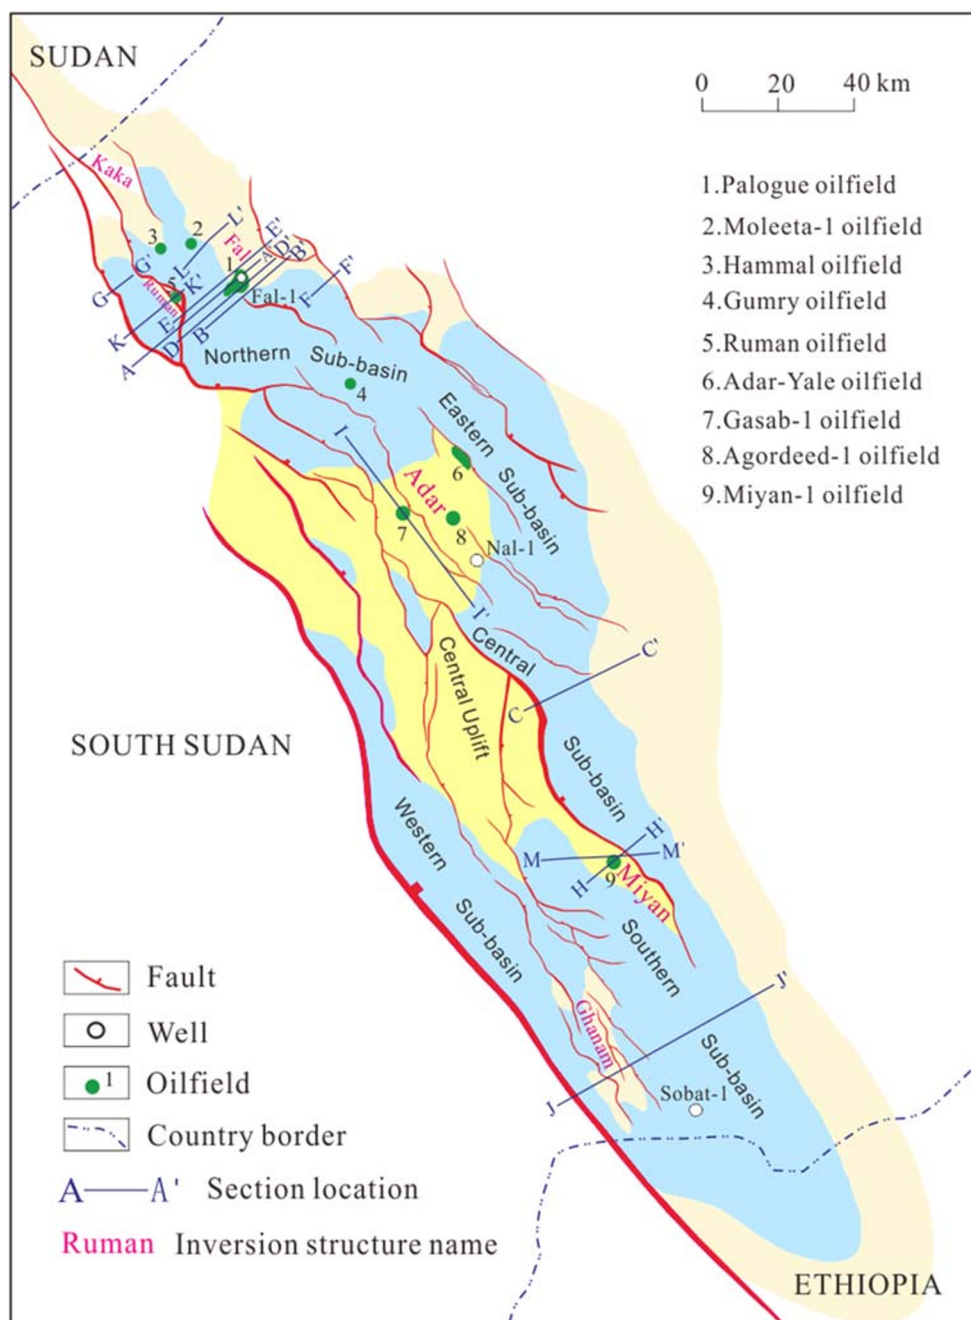 SUDAN
0 20 40 km
Kaka
1.Palogue oilfield
2.Moleeta-1 oilfield
3.Hammal oilfield
4.Gumry oilfield
5.Ruman oilfield
6.Adar-Yale oilfield
7.Gasab-1 oilfield
8.Agordeed-1 oilfield
9.Miyan-1 oilfield
L'
E'
3
2
Fal
D'
A'
B'
G'
L
1
F'
K'
5
Ruman
Fal-1
F
G
E
K
D
B
A
Northern Sub-basin
4
Eastern Sub-basin
I
Adar
6
7
8
Nal-1
I'
Central Sub-basin
C'
C
Central Uplift
SOUTH SUDAN
Western Sub-basin
H'
M
M'
H
9
Miyan
Southern Sub-basin
J'
Ghanam
J
Sobat-1
Fault
Well
1 Oilfield
Country border
A A' Section location
Ruman Inversion structure name
ETHIOPIA